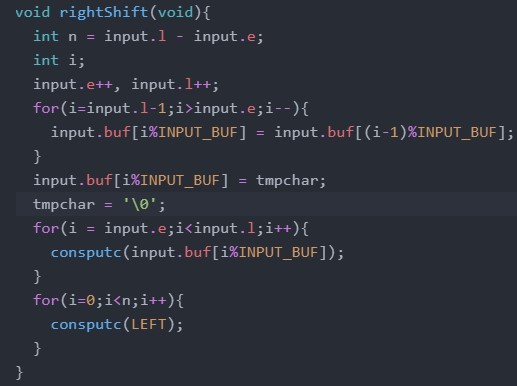 void rightShift(void){
  int n = input.l - input.e;
  int i;
  input.e++, input.l++;
  for(i=input.l-1;i>input.e;i--){
    input.buf[i%INPUT_BUF] = input.buf[(i-1)%INPUT_BUF];
  }
  input.buf[i%INPUT_BUF] = tmpchar;
  tmpchar = '\0';
  for(i = input.e;i<input.l;i++){
    consputc(input.buf[i%INPUT_BUF]);
  }
  for(i=0;i<n;i++){
    consputc(LEFT);
  }
}